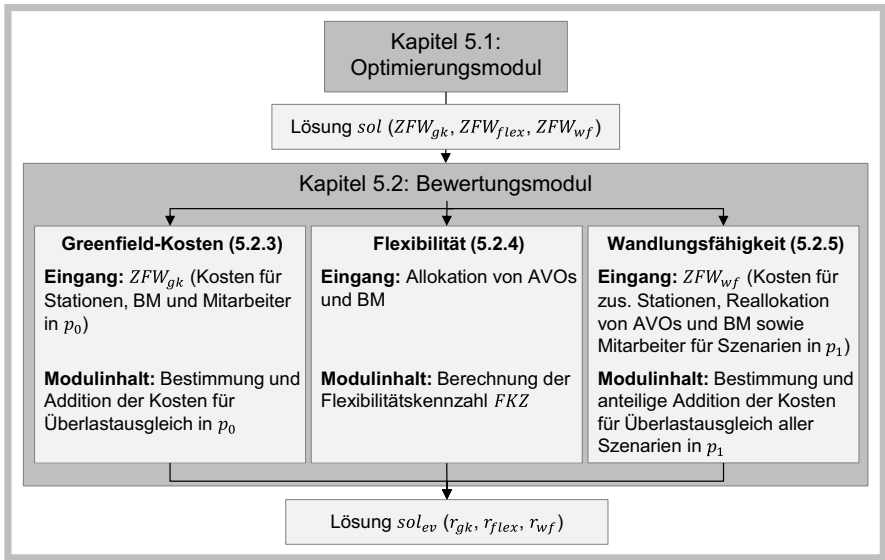 Kapitel 5.1:
Optimierungsmodul
Lösung sol (ZFW_gk, ZFW_flex, ZFW_wf)
Kapitel 5.2: Bewertungsmodul
Greenfield-Kosten (5.2.3)
Eingang: ZFW_gk (Kosten für
Stationen, BM und Mitarbeiter
in p_0)
Modulinhalt: Bestimmung und
Addition der Kosten für
Überlastausgleich in p_0
Flexibilität (5.2.4)
Eingang: Allokation von AVOs
und BM
Modulinhalt: Berechnung der
Flexibilitätskennzahl FKZ
Wandlungsfähigkeit (5.2.5)
Eingang: ZFW_wf (Kosten für
zus. Stationen, Reallokation
von AVOs und BM sowie
Mitarbeiter für Szenarien in p_1)
Modulinhalt: Bestimmung und
anteilige Addition der Kosten
für Überlastausgleich aller
Szenarien in p_1
Lösung sol_ev (r_gk, r_flex, r_wf)